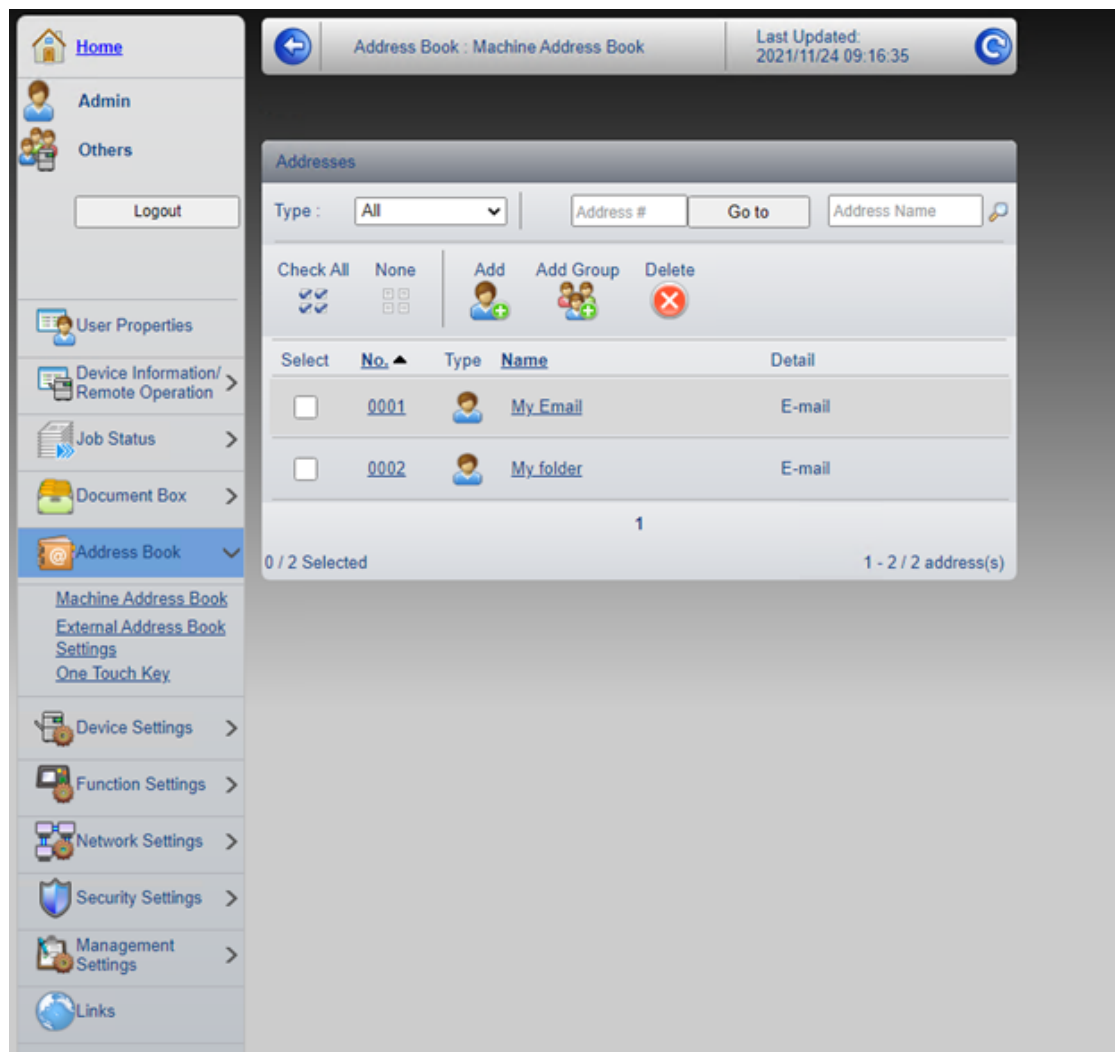 Home
Admin
Others
Logout
User Properties
Device Information/
Remote Operation
Job Status
Document Box
Address Book
Machine Address Book
External Address Book
Settings
One Touch Key
Device Settings
Function Settings
Network Settings
Security Settings
Management
Settings
Links
Address Book : Machine Address Book
Last Updated:
2021/11/24 09:16:35
Addresses
Type : All Address # Go to Address Name
Check All None Add Add Group Delete
Select No. Type Name Detail
0001 My Email E-mail
0002 My folder E-mail
1
0 / 2 Selected 1 - 2 / 2 address(s)